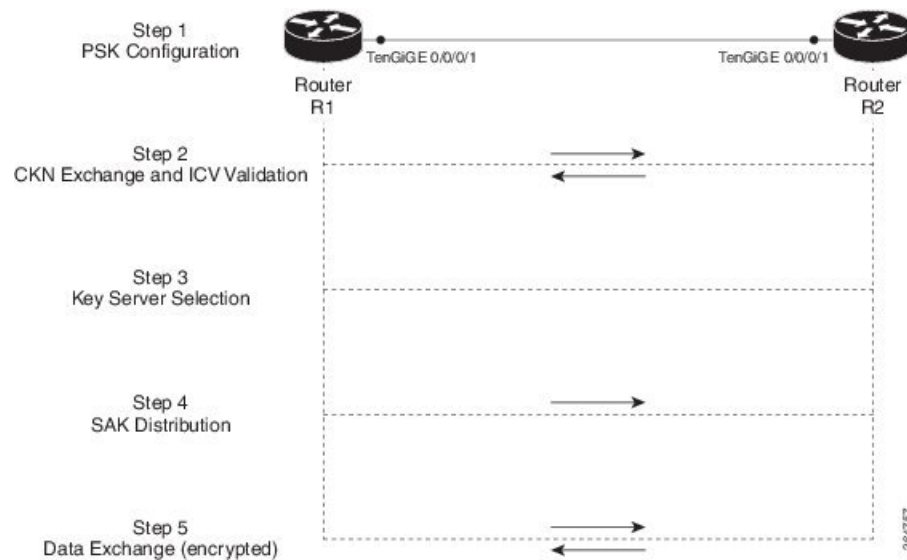 Step 1
PSK Configuration
TenGiGE 0/0/0/1
TenGiGE 0/0/0/1
Router
R1
Router
R2
Step 2
CKN Exchange and ICV Validation
Step 3
Key Server Selection
Step 4
SAK Distribution
Step 5
Data Exchange (encrypted)